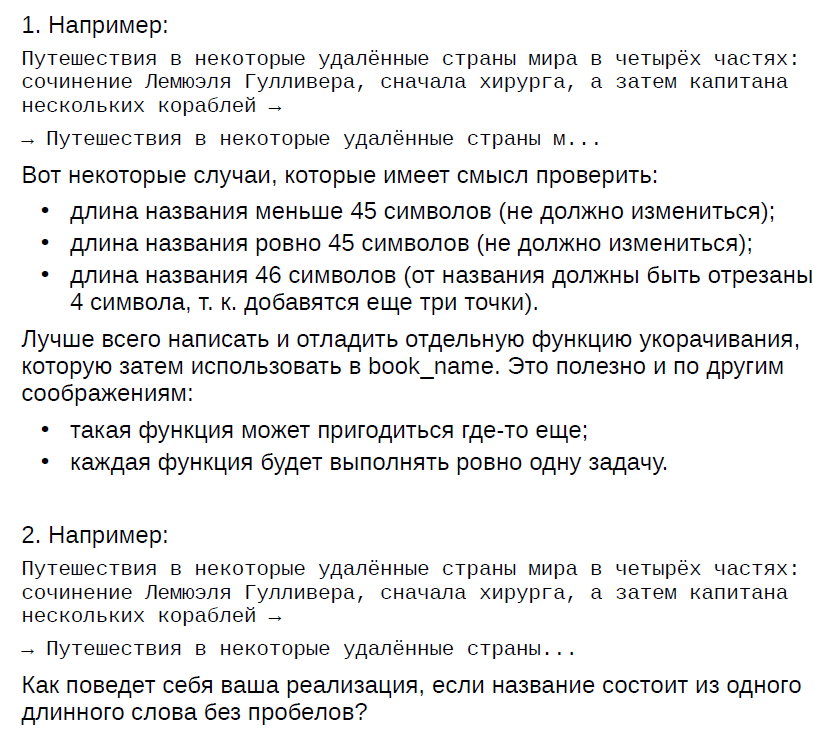 1. Например:
Путешествия в некоторые удалённые страны мира в четырёх частях:
сочинение Лемюэля Гулливера, сначала хирурга, а затем капитана
нескольких кораблей →
→ Путешествия в некоторые удалённые страны м...
Вот некоторые случаи, которые имеет смысл проверить:
• длина названия меньше 45 символов (не должно измениться);
• длина названия ровно 45 символов (не должно измениться);
• длина названия 46 символов (от названия должны быть отрезаны
4 символа, т. к. добавятся еще три точки).
Лучше всего написать и отладить отдельную функцию укорачивания,
которую затем использовать в book_name. Это полезно и по другим
соображениям:
• такая функция может пригодиться где-то еще;
• каждая функция будет выполнять ровно одну задачу.
2. Например:
Путешествия в некоторые удалённые страны мира в четырёх частях:
сочинение Лемюэля Гулливера, сначала хирурга, а затем капитана
нескольких кораблей →
→ Путешествия в некоторые удалённые страны...
Как поведет себя ваша реализация, если название состоит из одного
длинного слова без пробелов?